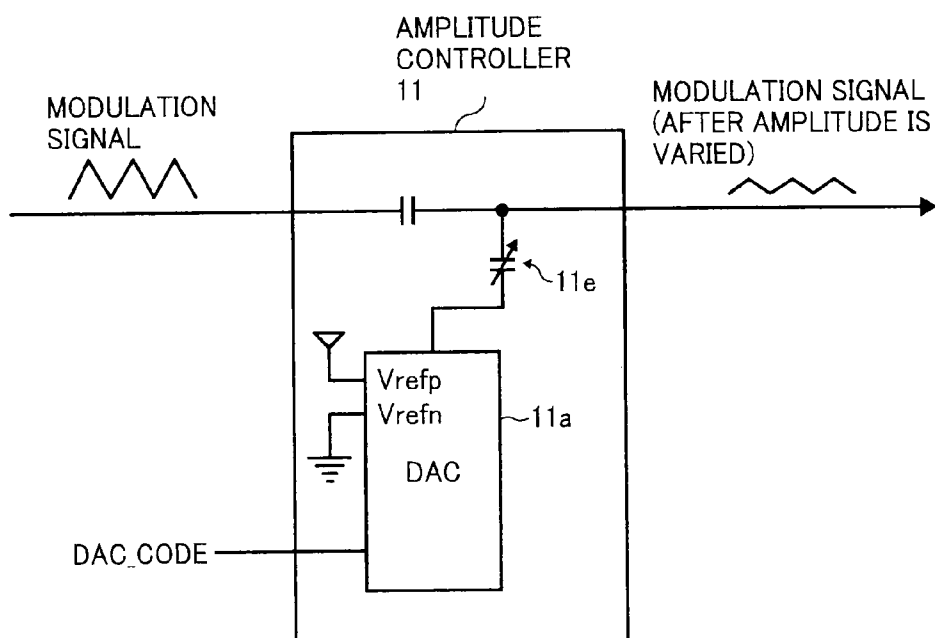 AMPLITUDE
CONTROLLER
11
MODULATION
SIGNAL
MODULATION SIGNAL
(AFTER AMPLITUDE IS
VARIED)
11e
Vrefp
Vrefn
11a
DAC
DAC_CODE